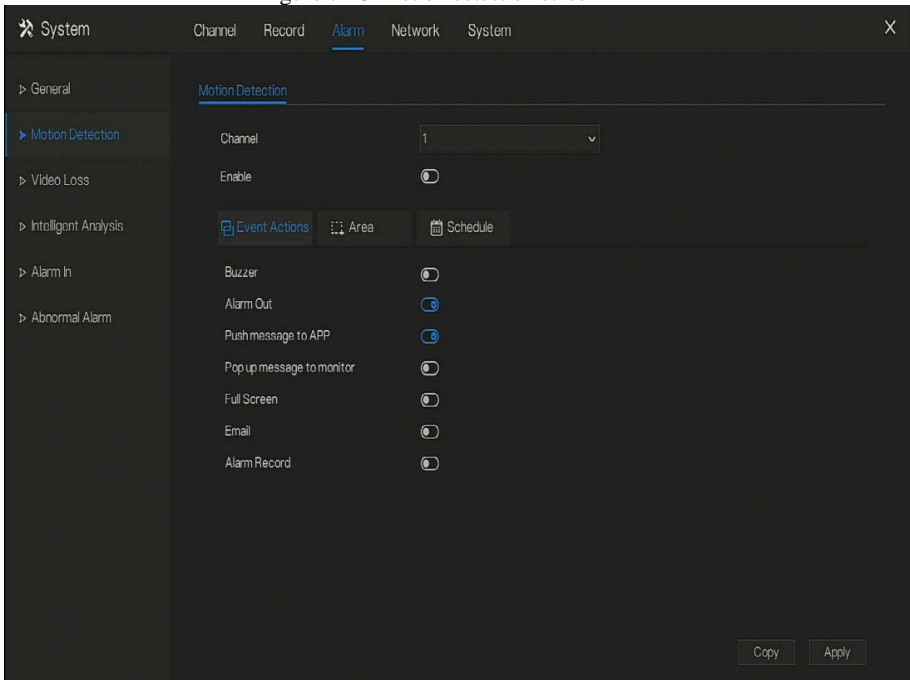 System
Channel Record Alarm Network System X
General
Motion Detection
Video Loss
Intelligent Analysis
Alarm In
Abnormal Alarm
Motion Detection
Channel 1
Enable
Event Actions Area Schedule
Buzzer
Alarm Out
Push message to APP
Pop up message to monitor
Full Screen
Email
Alarm Record
Copy Apply